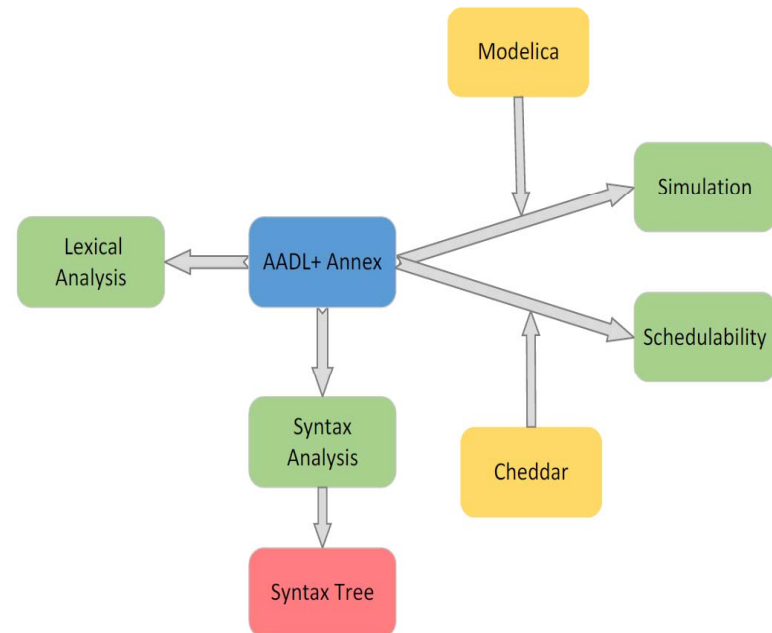 Modelica
Simulation
Lexical
Analysis
AADL+ Annex
Schedulability
Syntax
Analysis
Cheddar
Syntax Tree